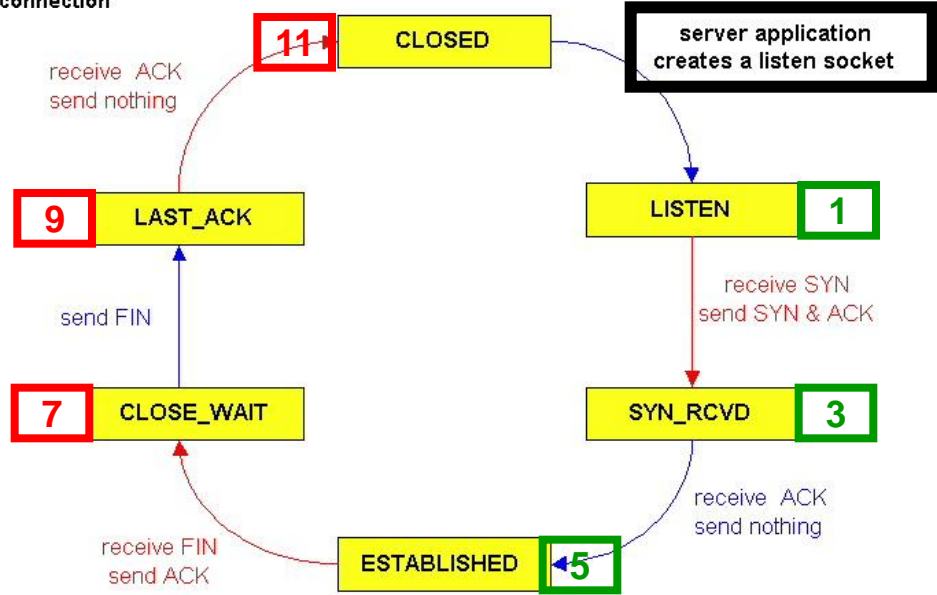 connection
11
CLOSED
server application
creates a listen socket
receive ACK
send nothing
9
LAST_ACK
LISTEN
1
receive SYN
send SYN & ACK
send FIN
7
CLOSE_WAIT
SYN_RCVD
3
receive ACK
send nothing
receive FIN
send ACK
ESTABLISHED
5